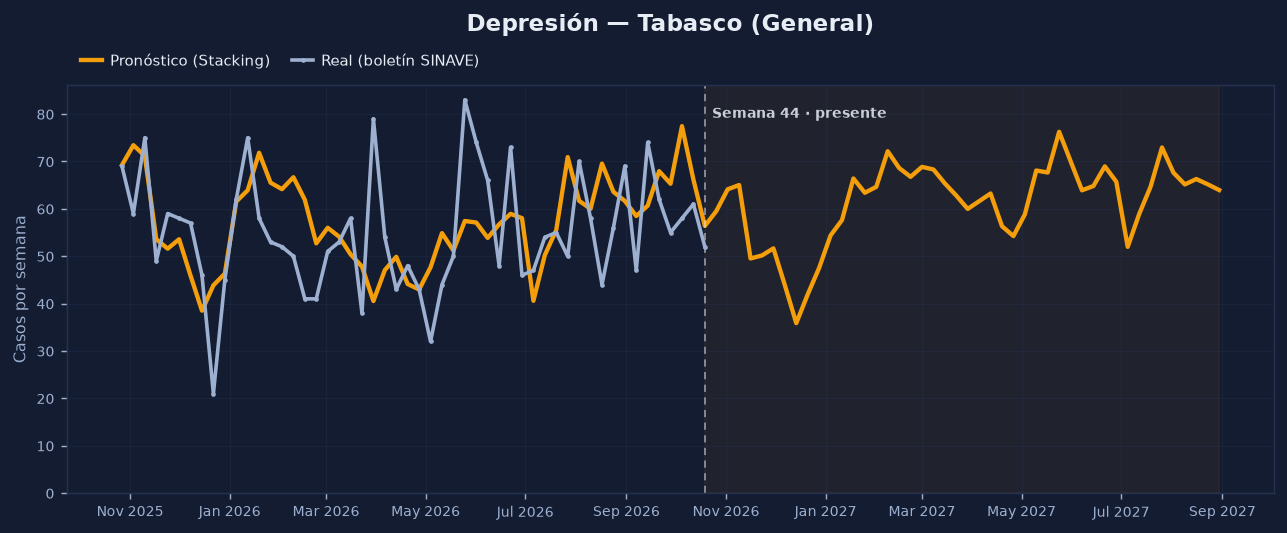 Depresión — Tabasco (General)
Pronóstico (Stacking)
Real (boletín SINAVE)
Semana 44 · presente
Casos por semana
80
70
60
50
40
30
20
10
0
Nov 2025
Jan 2026
Mar 2026
May 2026
Jul 2026
Sep 2026
Nov 2026
Jan 2027
Mar 2027
May 2027
Jul 2027
Sep 2027